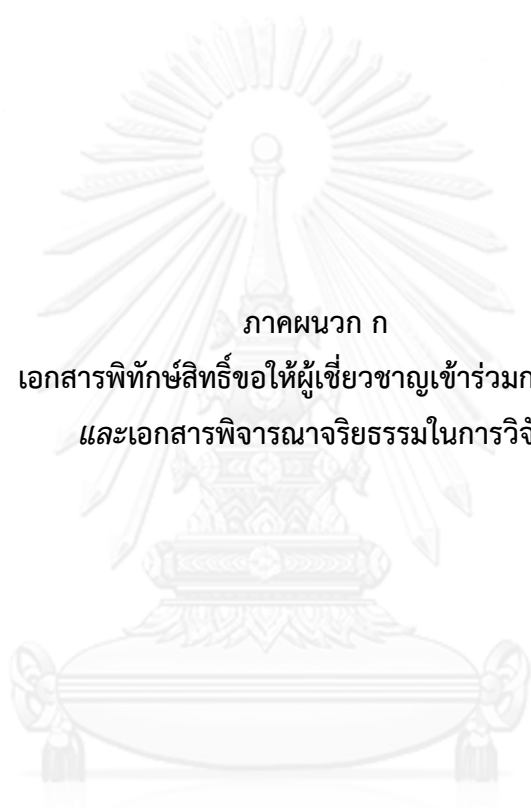 ภาคผนวก ก
เอกสารพิทักษ์สิทธิ์ขอให้ผู้เชี่ยวชาญเข้าร่วมก
และเอกสารพิจารณาจริยธรรมในการวิจั